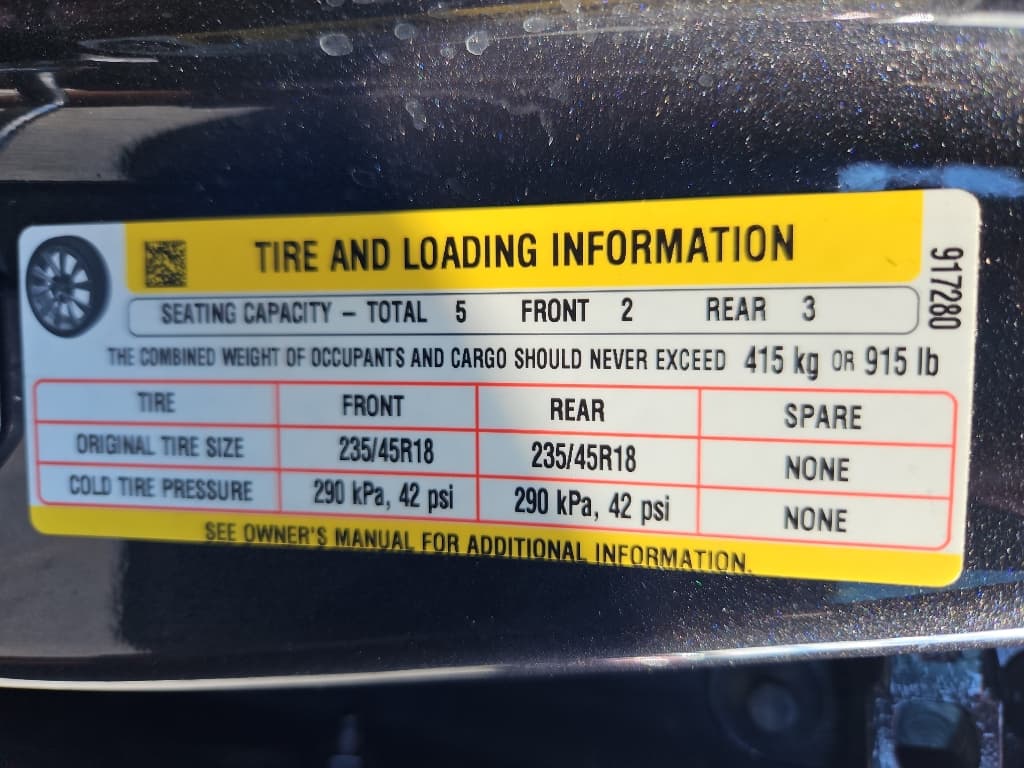 TIRE AND LOADING INFORMATION
917280
SEATING CAPACITY – TOTAL 5 FRONT 2 REAR 3
THE COMBINED WEIGHT OF OCCUPANTS AND CARGO SHOULD NEVER EXCEED 415 kg OR 915 lb
TIRE FRONT REAR SPARE
ORIGINAL TIRE SIZE 235/45R18 235/45R18 NONE
COLD TIRE PRESSURE 290 kPa, 42 psi 290 kPa, 42 psi NONE
SEE OWNER'S MANUAL FOR ADDITIONAL INFORMATION.